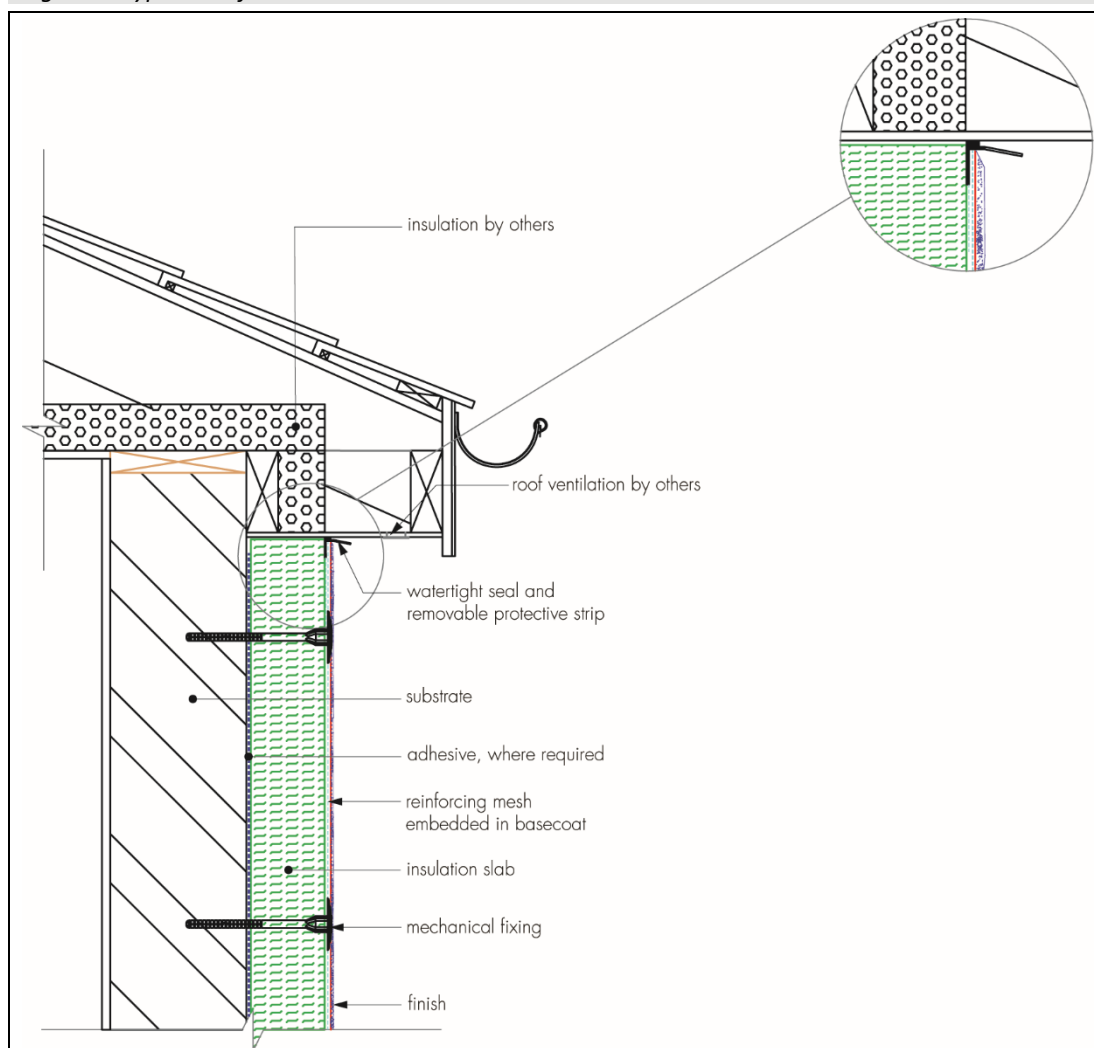 insulation by others
roof ventilation by others
watertight seal and
removable protective strip
substrate
adhesive, where required
reinforcing mesh
embedded in basecoat
insulation slab
mechanical fixing
finish